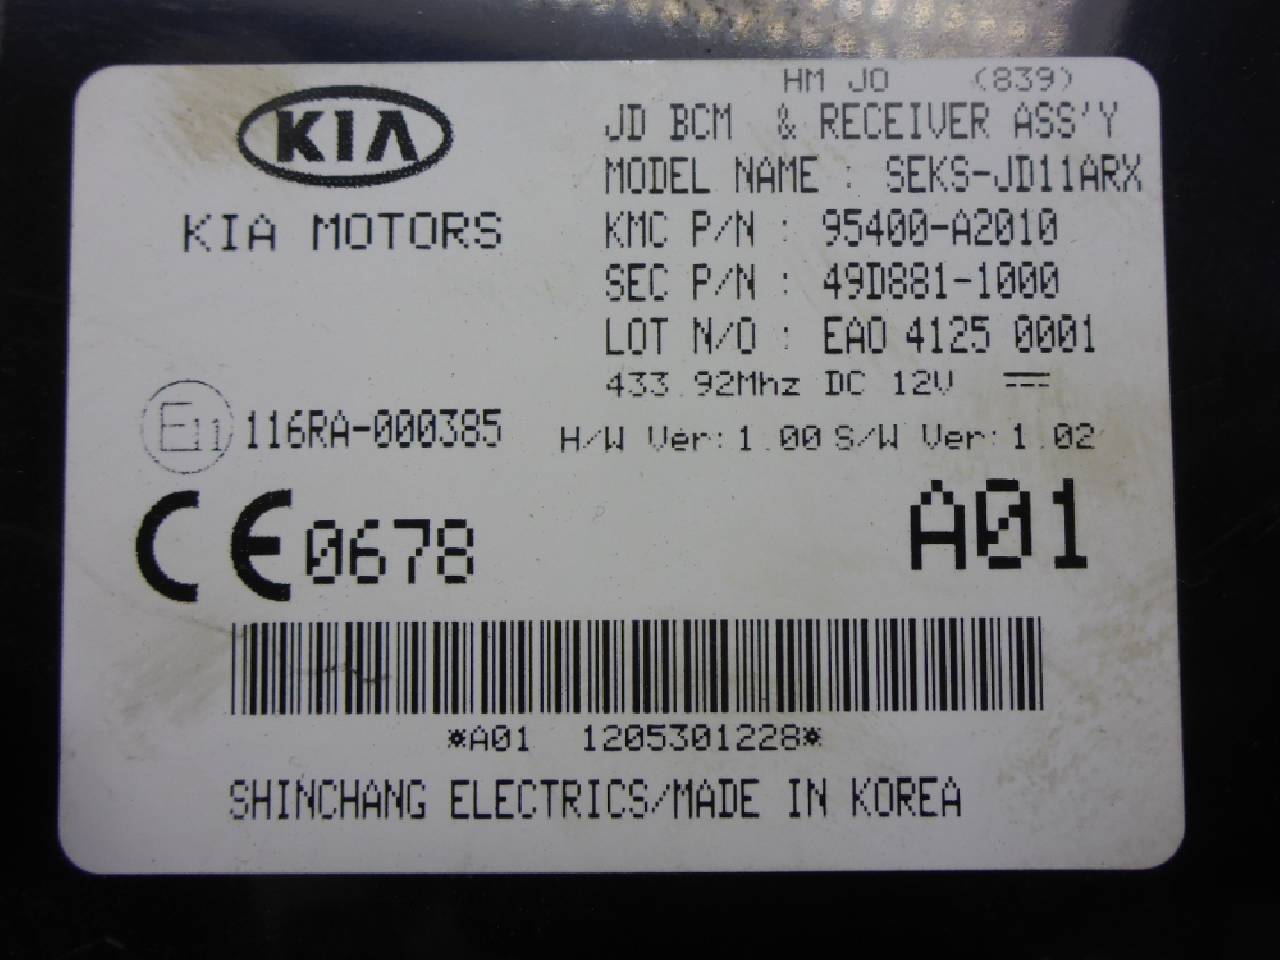 HM JO (839)
KIA
JD BCM & RECEIVER ASS'Y
MODEL NAME : SEKS-JD11ARX
KIA MOTORS
KMC P/N : 95400-A2010
SEC P/N : 49D881-1000
LOT N/O : EAO 4125 0001
433.92Mhz DC 12V
E11 116RA-000385
H/W Ver:1.00 S/W Ver:1.02
CE 0678
A01
*A01 1205301228*
SHINCHANG ELECTRICS/MADE IN KOREA